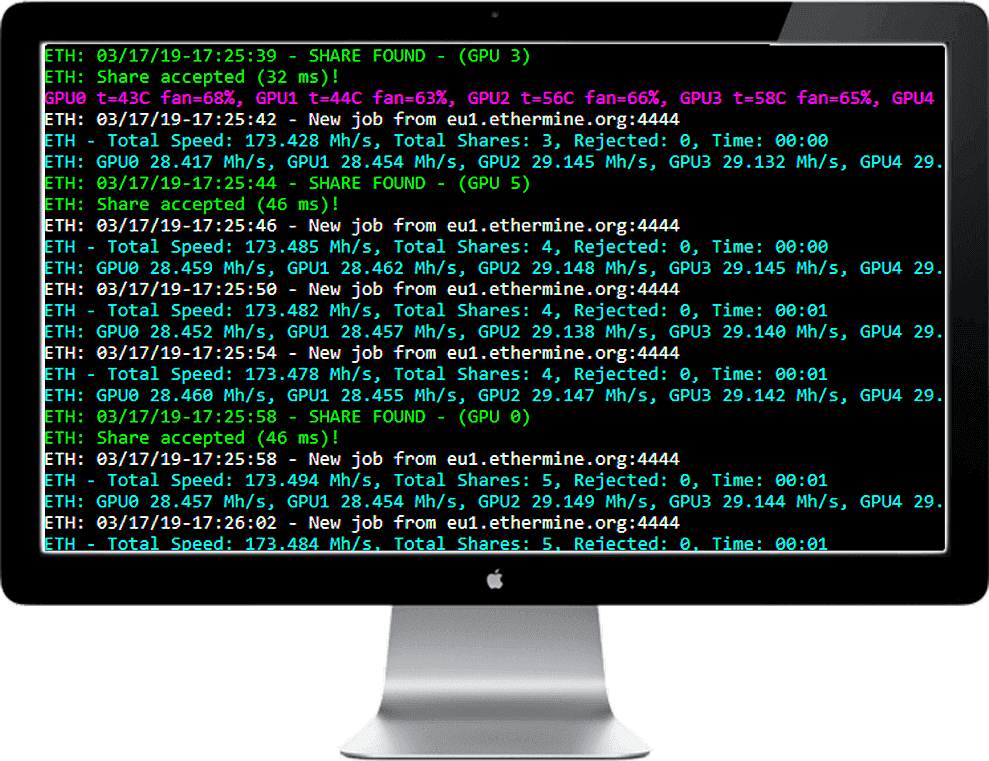 ETH: 03/17/19-17:25:39 - SHARE FOUND - (GPU 3)
ETH: Share accepted (32 ms)!
GPU0 t=43C fan=68%, GPU1 t=44C fan=63%, GPU2 t=56C fan=66%, GPU3 t=58C fan=65%, GPU4
ETH: 03/17/19-17:25:42 - New job from eu1.ethermine.org:4444
ETH - Total Speed: 173.428 Mh/s, Total Shares: 3, Rejected: 0, Time: 00:00
ETH: GPU0 28.417 Mh/s, GPU1 28.454 Mh/s, GPU2 29.145 Mh/s, GPU3 29.132 Mh/s, GPU4 29.
ETH: 03/17/19-17:25:44 - SHARE FOUND - (GPU 5)
ETH: Share accepted (46 ms)!
ETH: 03/17/19-17:25:46 - New job from eu1.ethermine.org:4444
ETH - Total Speed: 173.485 Mh/s, Total Shares: 4, Rejected: 0, Time: 00:00
ETH: GPU0 28.459 Mh/s, GPU1 28.462 Mh/s, GPU2 29.148 Mh/s, GPU3 29.145 Mh/s, GPU4 29.
ETH: 03/17/19-17:25:50 - New job from eu1.ethermine.org:4444
ETH - Total Speed: 173.482 Mh/s, Total Shares: 4, Rejected: 0, Time: 00:01
ETH: GPU0 28.452 Mh/s, GPU1 28.457 Mh/s, GPU2 29.138 Mh/s, GPU3 29.140 Mh/s, GPU4 29.
ETH: 03/17/19-17:25:54 - New job from eu1.ethermine.org:4444
ETH - Total Speed: 173.478 Mh/s, Total Shares: 4, Rejected: 0, Time: 00:01
ETH: GPU0 28.460 Mh/s, GPU1 28.455 Mh/s, GPU2 29.147 Mh/s, GPU3 29.142 Mh/s, GPU4 29.
ETH: 03/17/19-17:25:58 - SHARE FOUND - (GPU 0)
ETH: Share accepted (46 ms)!
ETH: 03/17/19-17:25:58 - New job from eu1.ethermine.org:4444
ETH - Total Speed: 173.494 Mh/s, Total Shares: 5, Rejected: 0, Time: 00:01
ETH: GPU0 28.457 Mh/s, GPU1 28.454 Mh/s, GPU2 29.149 Mh/s, GPU3 29.144 Mh/s, GPU4 29.
ETH: 03/17/19-17:26:02 - New job from eu1.ethermine.org:4444
ETH - Total Speed: 173.484 Mh/s, Total Shares: 5, Rejected: 0, Time: 00:01